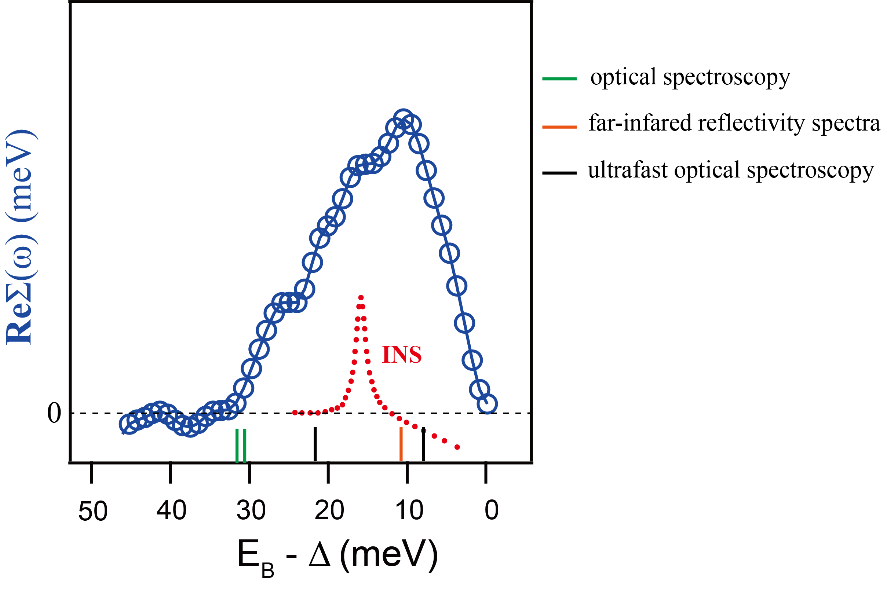 optical spectroscopy
far-infared reflectivity spectra
ultrafast optical spectroscopy
ReΣ(ω) (meV)
INS
0
50 40 30 20 10 0
E_B - Δ (meV)